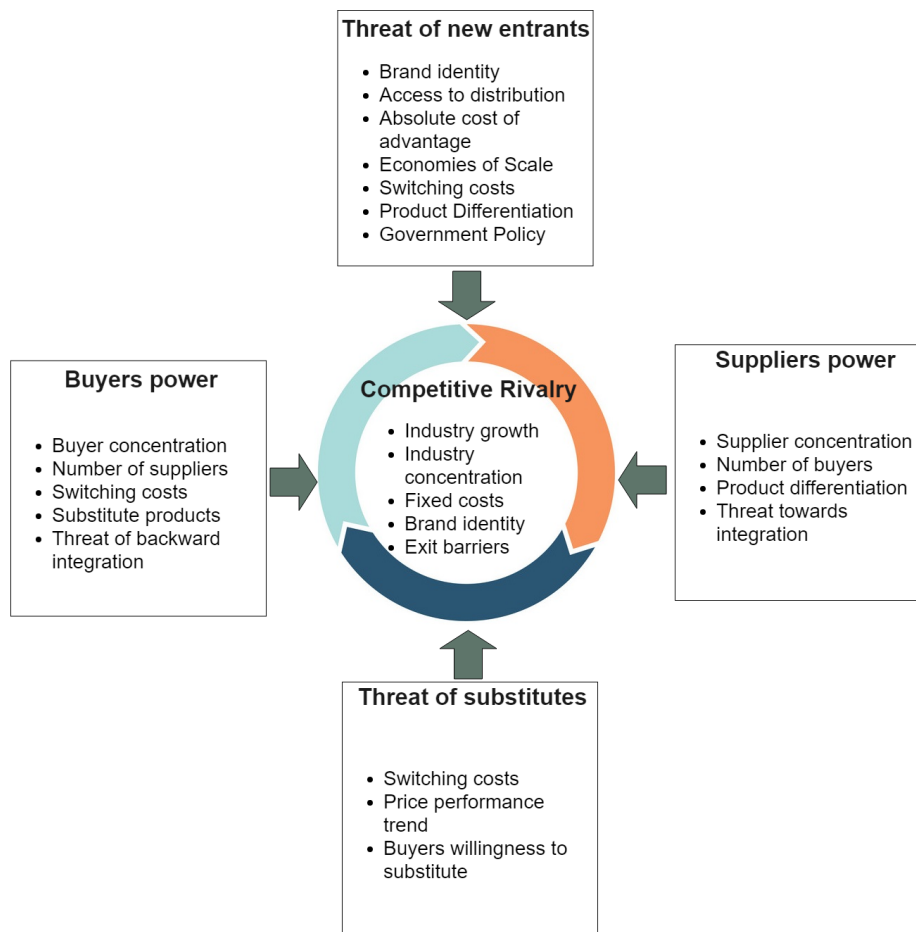 Threat of new entrants
• Brand identity
• Access to distribution
• Absolute cost of
advantage
• Economies of Scale
• Switching costs
• Product Differentiation
• Government Policy
Buyers power
• Buyer concentration
• Number of suppliers
• Switching costs
• Substitute products
• Threat of backward
integration
Competitive Rivalry
• Industry growth
• Industry
concentration
• Fixed costs
• Brand identity
• Exit barriers
Suppliers power
• Supplier concentration
• Number of buyers
• Product differentiation
• Threat towards
integration
Threat of substitutes
• Switching costs
• Price performance
trend
• Buyers willingness to
substitute